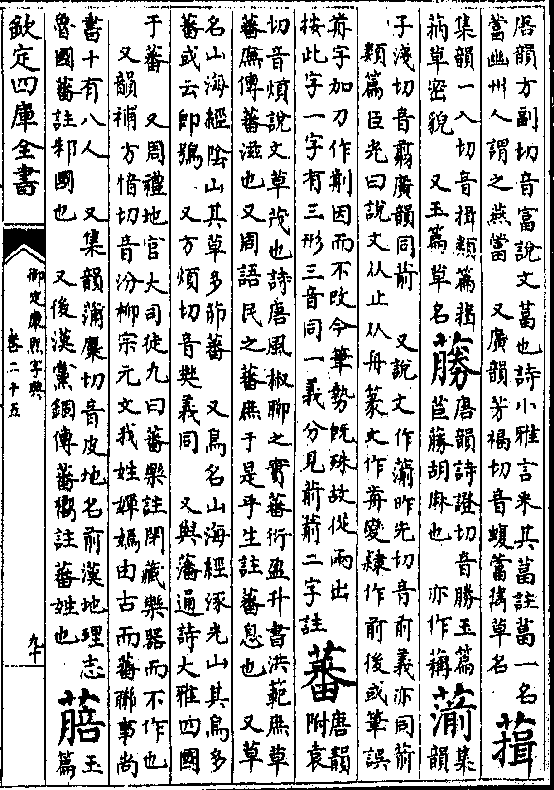 唐韻方副切音富說文葍也詩小雅言采其葍註葍一名
葍幽州人謂之燕葍 又廣韻芳福切音蝮葍蓲草名
集韻一入切音揖類篇
蒳草密貌 又玉篇草名
蕂
唐韻詩證切音勝玉篇
苣蕂胡麻也 亦作
葥
集
韻
子淺切音翦廣韻同前 又說文作 昨先切音前義亦同葥
類篇臣光曰說文从止从舟篆文作歬變隸作前後或筆誤
歬字加刀作 因而不改今筆勢既殊故從兩出
按此字一字有三形三音同一義分見前葥二字註
蕃
唐韻
附袁
切音煩說文草茂也詩唐風椒聊之實蕃衍盈升書洪範庶草
蕃廡傳蕃滋也又周語民之蕃庶于是乎生註蕃息也 又草
名山海經陰山其草多茆蕃 又鳥名山海經涿光山其鳥多
蕃或云即鴞 又方煩切音 義同 又與藩通詩大雅四國
于蕃 又周禮地官大司徒九曰蕃樂註閉藏樂器而不作也
又韻補方愔切音汾柳宗元文我姓嬋嫣由古而蕃聯事尚
書十有八人 又集韻蒲麋切音皮地名前漢地理志
魯國蕃註邾國也 又後漢黨錮傳蕃嚮註蕃姓也
玉
篇
欽定四庫全書
御定康熙字典
卷二十五
九十